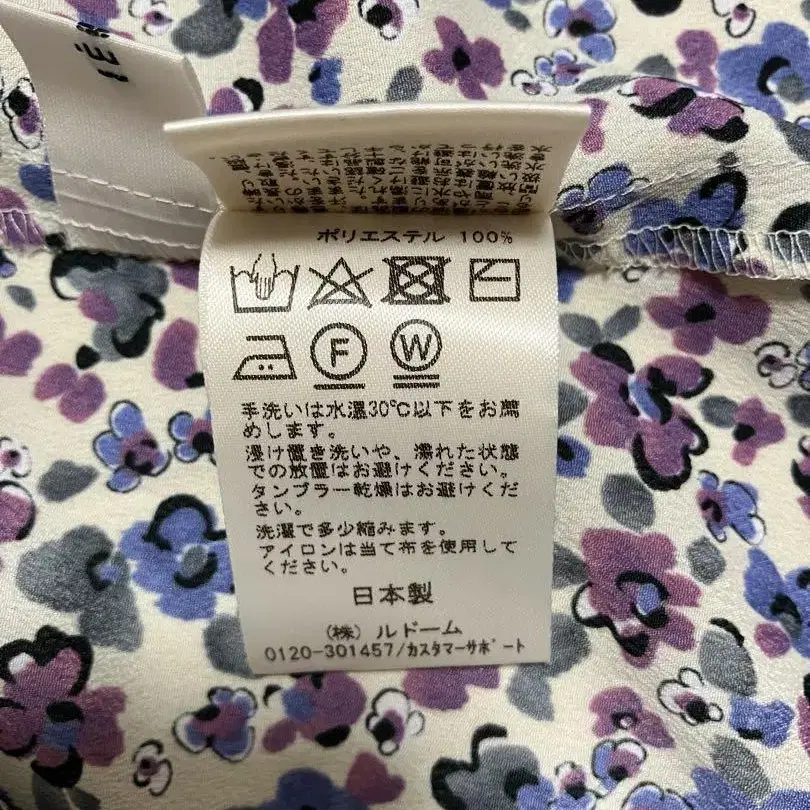 ポリエステル 100%
F
W
手洗いは水温30℃以下をお薦
めします。
浸け置き洗いや、濡れた状態
での放置はお避けください。
タンブラー乾燥はお避けくださ
い。
洗濯で多少縮みます。
アイロンは当て布を使用して
ください。
日本製
(株) ルドーム
0120-301457/カスタマーサポート